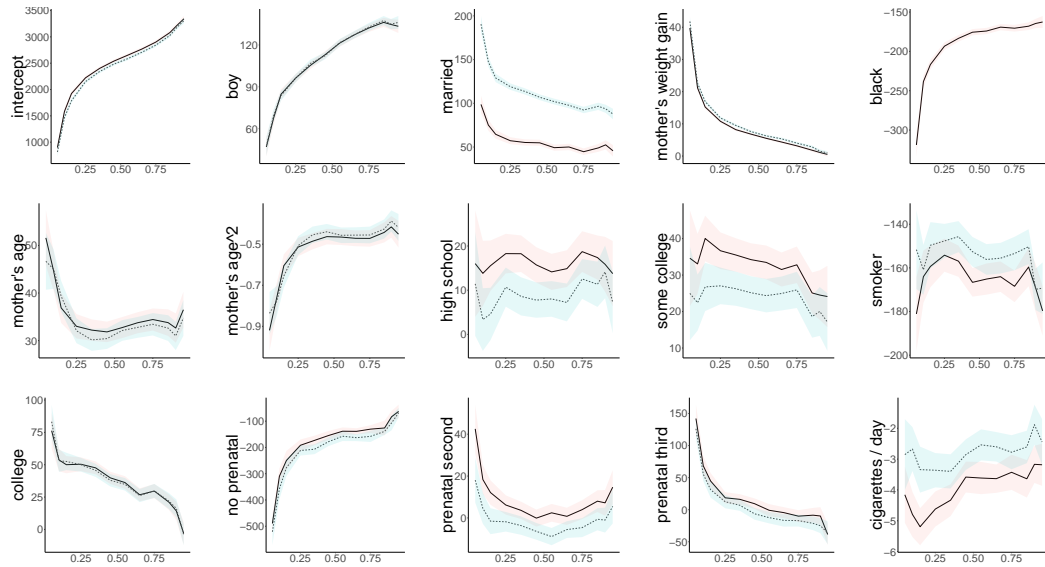 intercept
3500
3000
2500
2000
1500
1000
0.25 0.50 0.75
boy
120
90
60
0.25 0.50 0.75
married
200
150
100
50
0.25 0.50 0.75
mother's weight gain
40
30
20
10
0
0.25 0.50 0.75
black
−150
−200
−250
−300
0.25 0.50 0.75
mother's age
60
50
40
30
0.25 0.50 0.75
mother's age^2
−0.5
−0.7
−0.9
0.25 0.50 0.75
high school
20
10
0
0.25 0.50 0.75
some college
40
30
20
10
0.25 0.50 0.75
smoker
−140
−160
−180
−200
0.25 0.50 0.75
college
100
75
50
25
0
0.25 0.50 0.75
no prenatal
−100
−200
−300
−400
−500
0.25 0.50 0.75
prenatal second
40
20
0
0.25 0.50 0.75
prenatal third
150
100
50
0
−50
0.25 0.50 0.75
cigarettes / day
−2
−3
−4
−5
−6
0.25 0.50 0.75